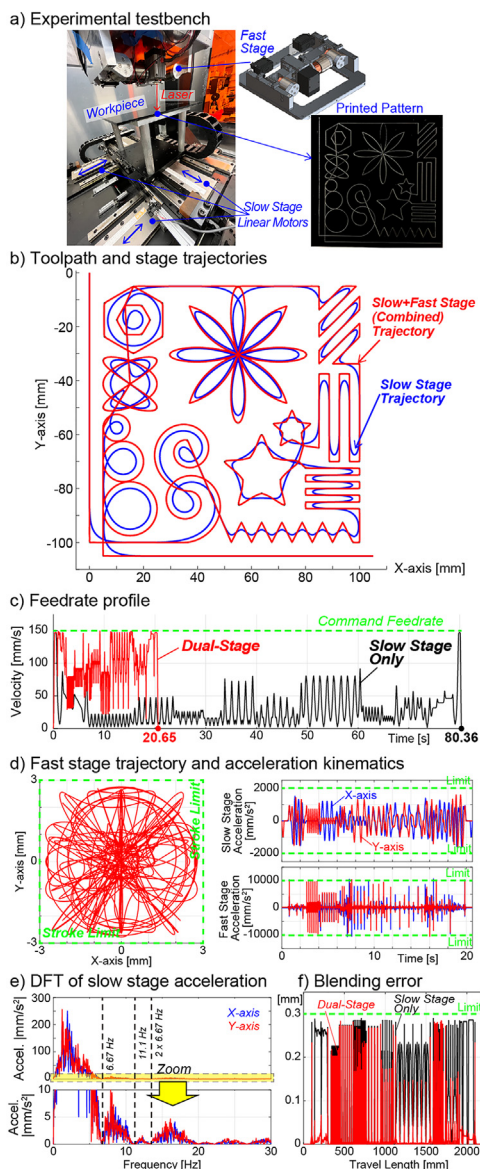 a) Experimental testbench
Fast
Stage
Laser
Workpiece
Printed Pattern
Slow Stage
Linear Motors
b) Toolpath and stage trajectories
0
-20
-40
-60
-80
-100
Y-axis [mm]
Slow+Fast Stage
(Combined)
Trajectory
Slow Stage
Trajectory
0 20 40 60 80 100
X-axis [mm]
c) Feedrate profile
150
100
50
0
Velocity [mm/s]
Command Feedrate
Dual-Stage
Slow Stage
Only
0 10 20.65 30 40 50 60 Time [s] 80.36
d) Fast stage trajectory and acceleration kinematics
3
0
-3
Y-axis [mm]
Stroke Limit
Stroke Limit
-3 0 3
X-axis [mm]
2000
0
-2000
Slow Stage
Acceleration
[mm/s²]
Limit
X-axis
Y-axis
Limit
10000
0
-10000
Fast Stage
Acceleration
[mm/s²]
Limit
Limit
0 5 10 Time [s] 20
e) DFT of slow stage acceleration
300
200
100
0
Accel. [mm/s²]
6.67 Hz
11.1 Hz
2 x 6.67 Hz
X-axis
Y-axis
Zoom
10
5
0
Accel.
[mm/s²]
0 10 20 30
Frequency [Hz]
f) Blending error
[mm]
Dual-Stage
Slow Stage
Only
Limit
0.3
0.2
0.1
0
0 500 1000 1500 2000
Travel Length [mm]